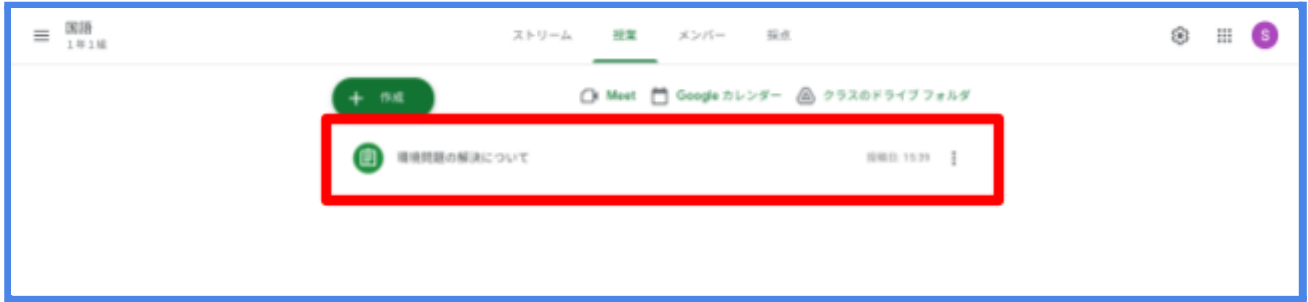 国語
1年1組
ストリーム 授業 メンバー 採点
S
作成
Meet Google カレンダー クラスのドライブ フォルダ
環境問題の解決について
投稿日: 15:39